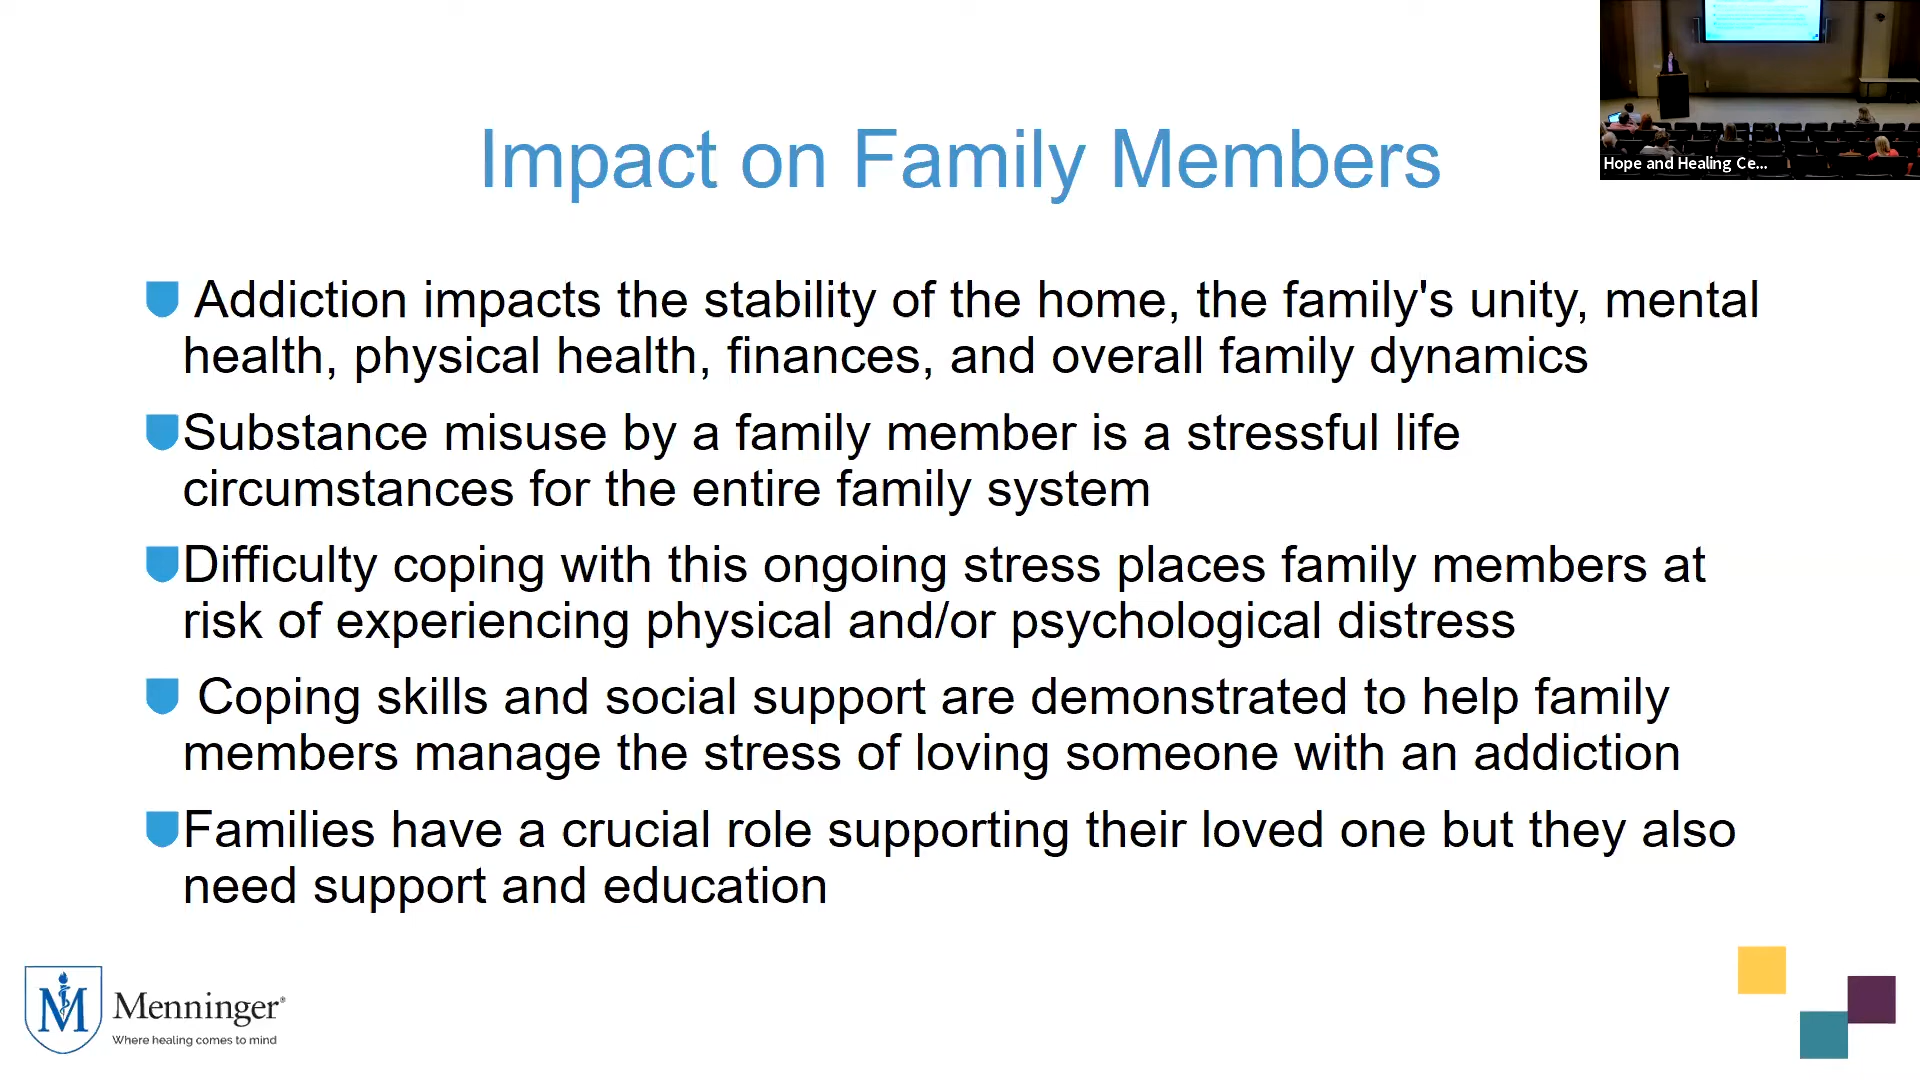 Impact on Family Members
Hope and Healing Ce...
Addiction impacts the stability of the home, the family's unity, mental
health, physical health, finances, and overall family dynamics
Substance misuse by a family member is a stressful life
circumstances for the entire family system
Difficulty coping with this ongoing stress places family members at
risk of experiencing physical and/or psychological distress
Coping skills and social support are demonstrated to help family
members manage the stress of loving someone with an addiction
Families have a crucial role supporting their loved one but they also
need support and education
M
Menninger®
Where healing comes to mind